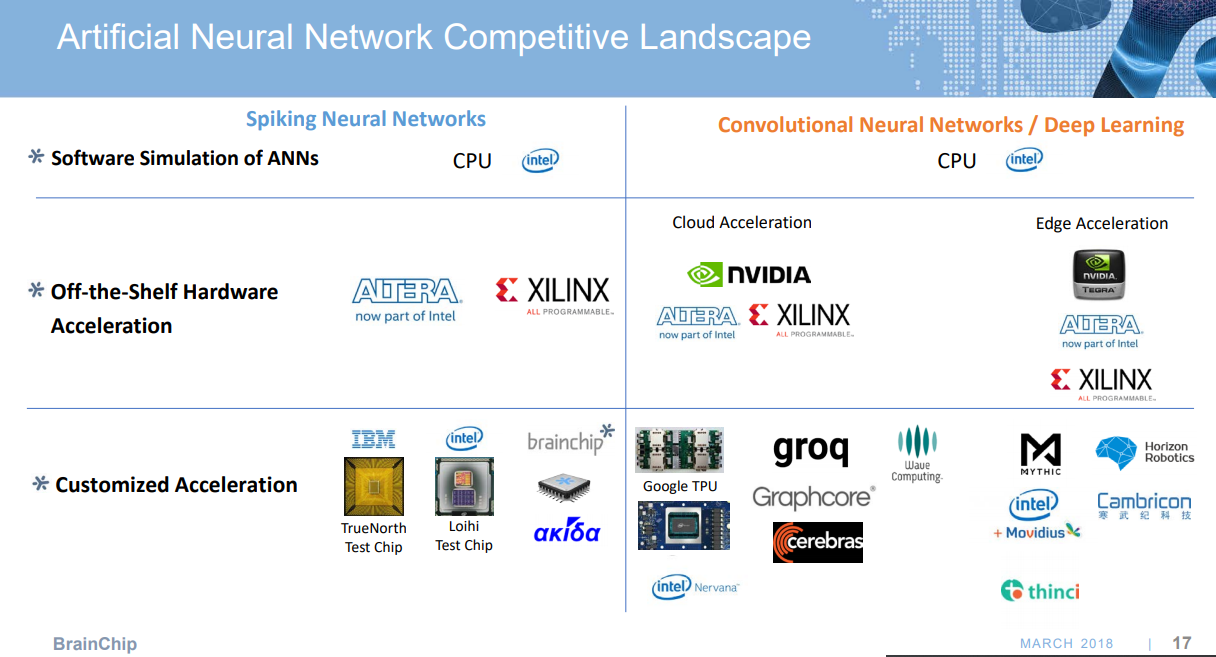 Artificial Neural Network Competitive Landscape
Spiking Neural Networks
Convolutional Neural Networks / Deep Learning
Software Simulation of ANNs
CPU
intel
CPU
intel
Cloud Acceleration
Edge Acceleration
Off-the-Shelf Hardware
Acceleration
ALTERA
now part of Intel
XILINX
ALL PROGRAMMABLE
NVIDIA
ALTERA
now part of Intel
XILINX
ALL PROGRAMMABLE
NVIDIA
TEGRA
ALTERA
now part of Intel
XILINX
ALL PROGRAMMABLE
Customized Acceleration
IBM
TrueNorth
Test Chip
intel
Loihi
Test Chip
brainchip
akida
Google TPU
intel Nervana
groq
Graphcore®
cerebras
Wave
Computing
MYTHIC
intel
+ Movidius
thinci
Horizon
Robotics
Cambricon
寒武纪科技
BrainChip
MARCH 2018 | 17